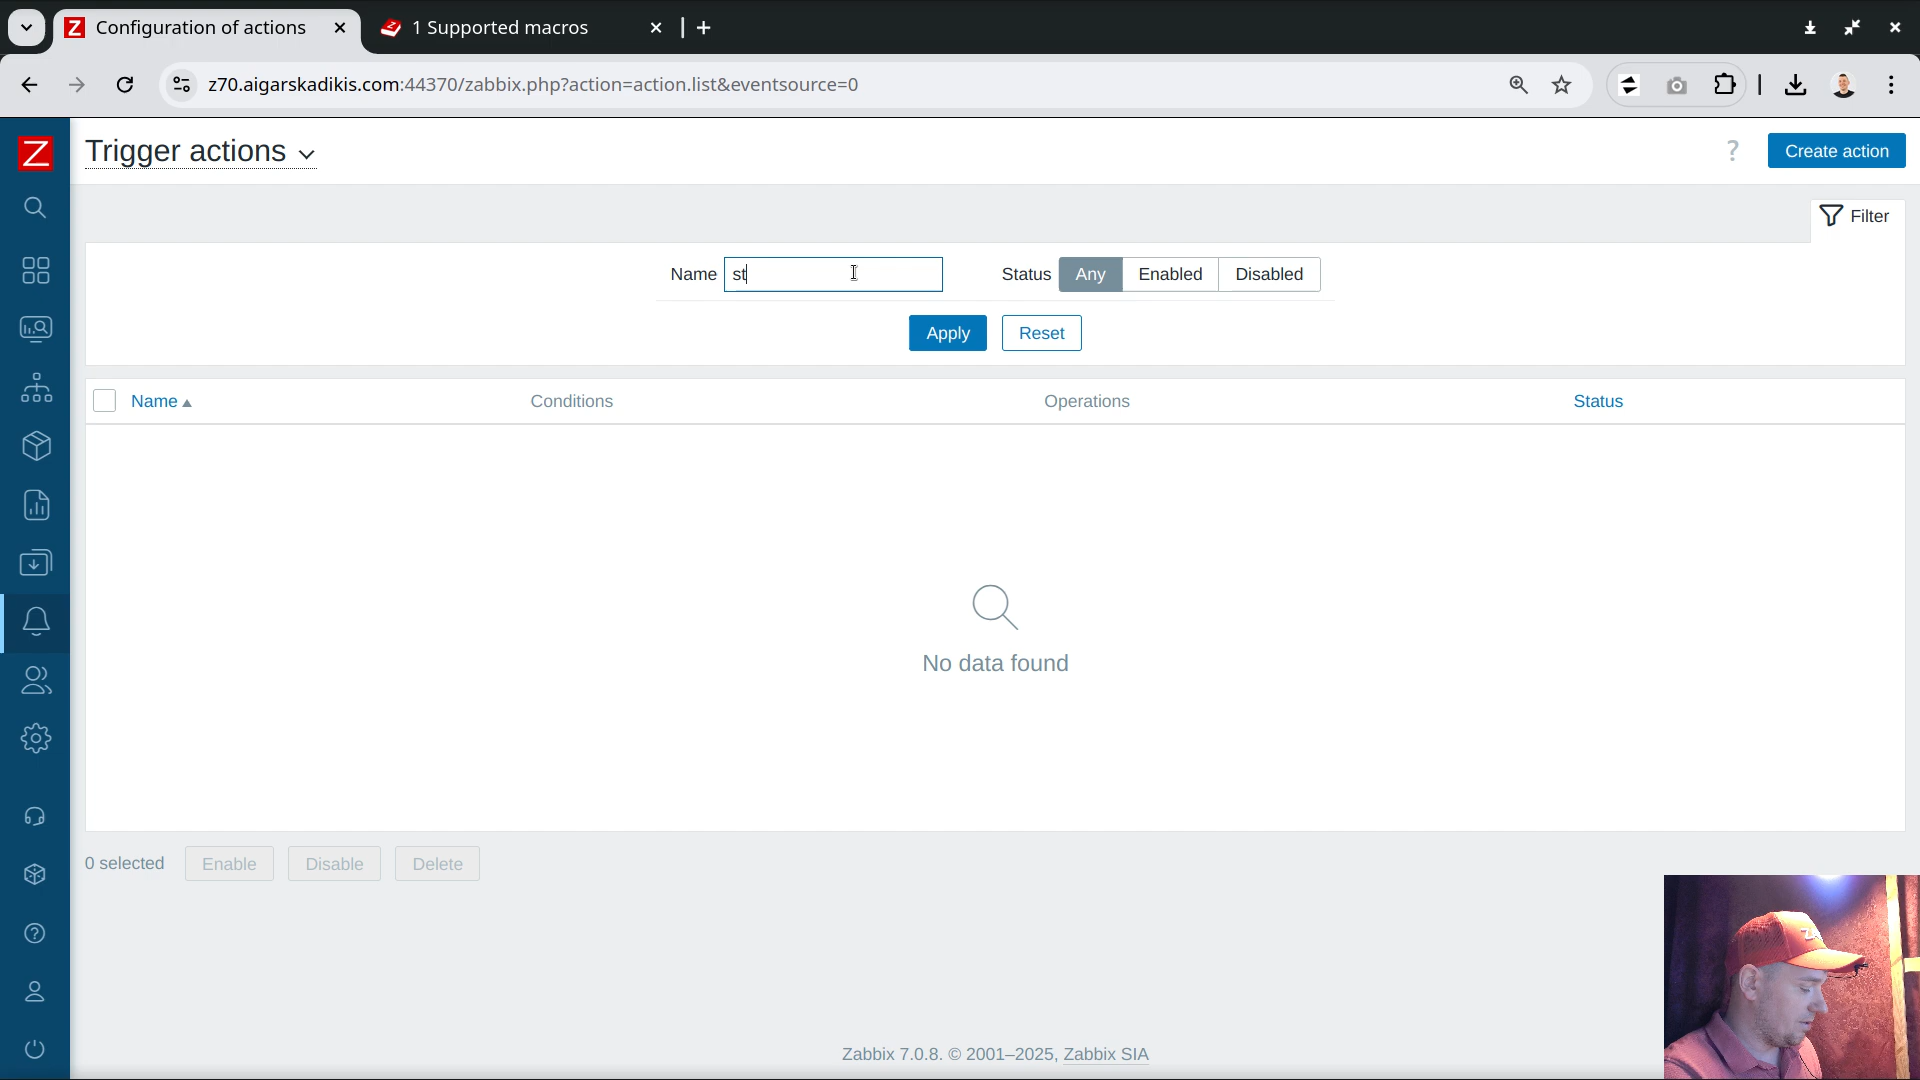 Configuration of actions
1 Supported macros
z70.aigarskadikis.com:44370/zabbix.php?action=action.list&eventsource=0
Z
Trigger actions
?
Create action
Filter
Name st
Status Any Enabled Disabled
Apply Reset
Name Conditions Operations Status
No data found
0 selected Enable Disable Delete
Zabbix 7.0.8. © 2001–2025, Zabbix SIA